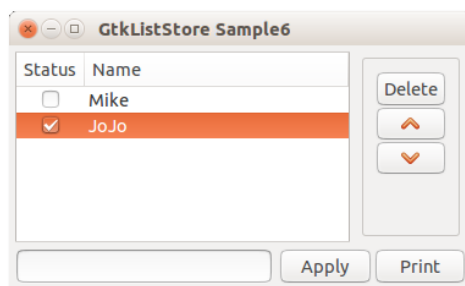 GtkListStore Sample6
Status Name
Mike
JoJo
Delete
Apply Print